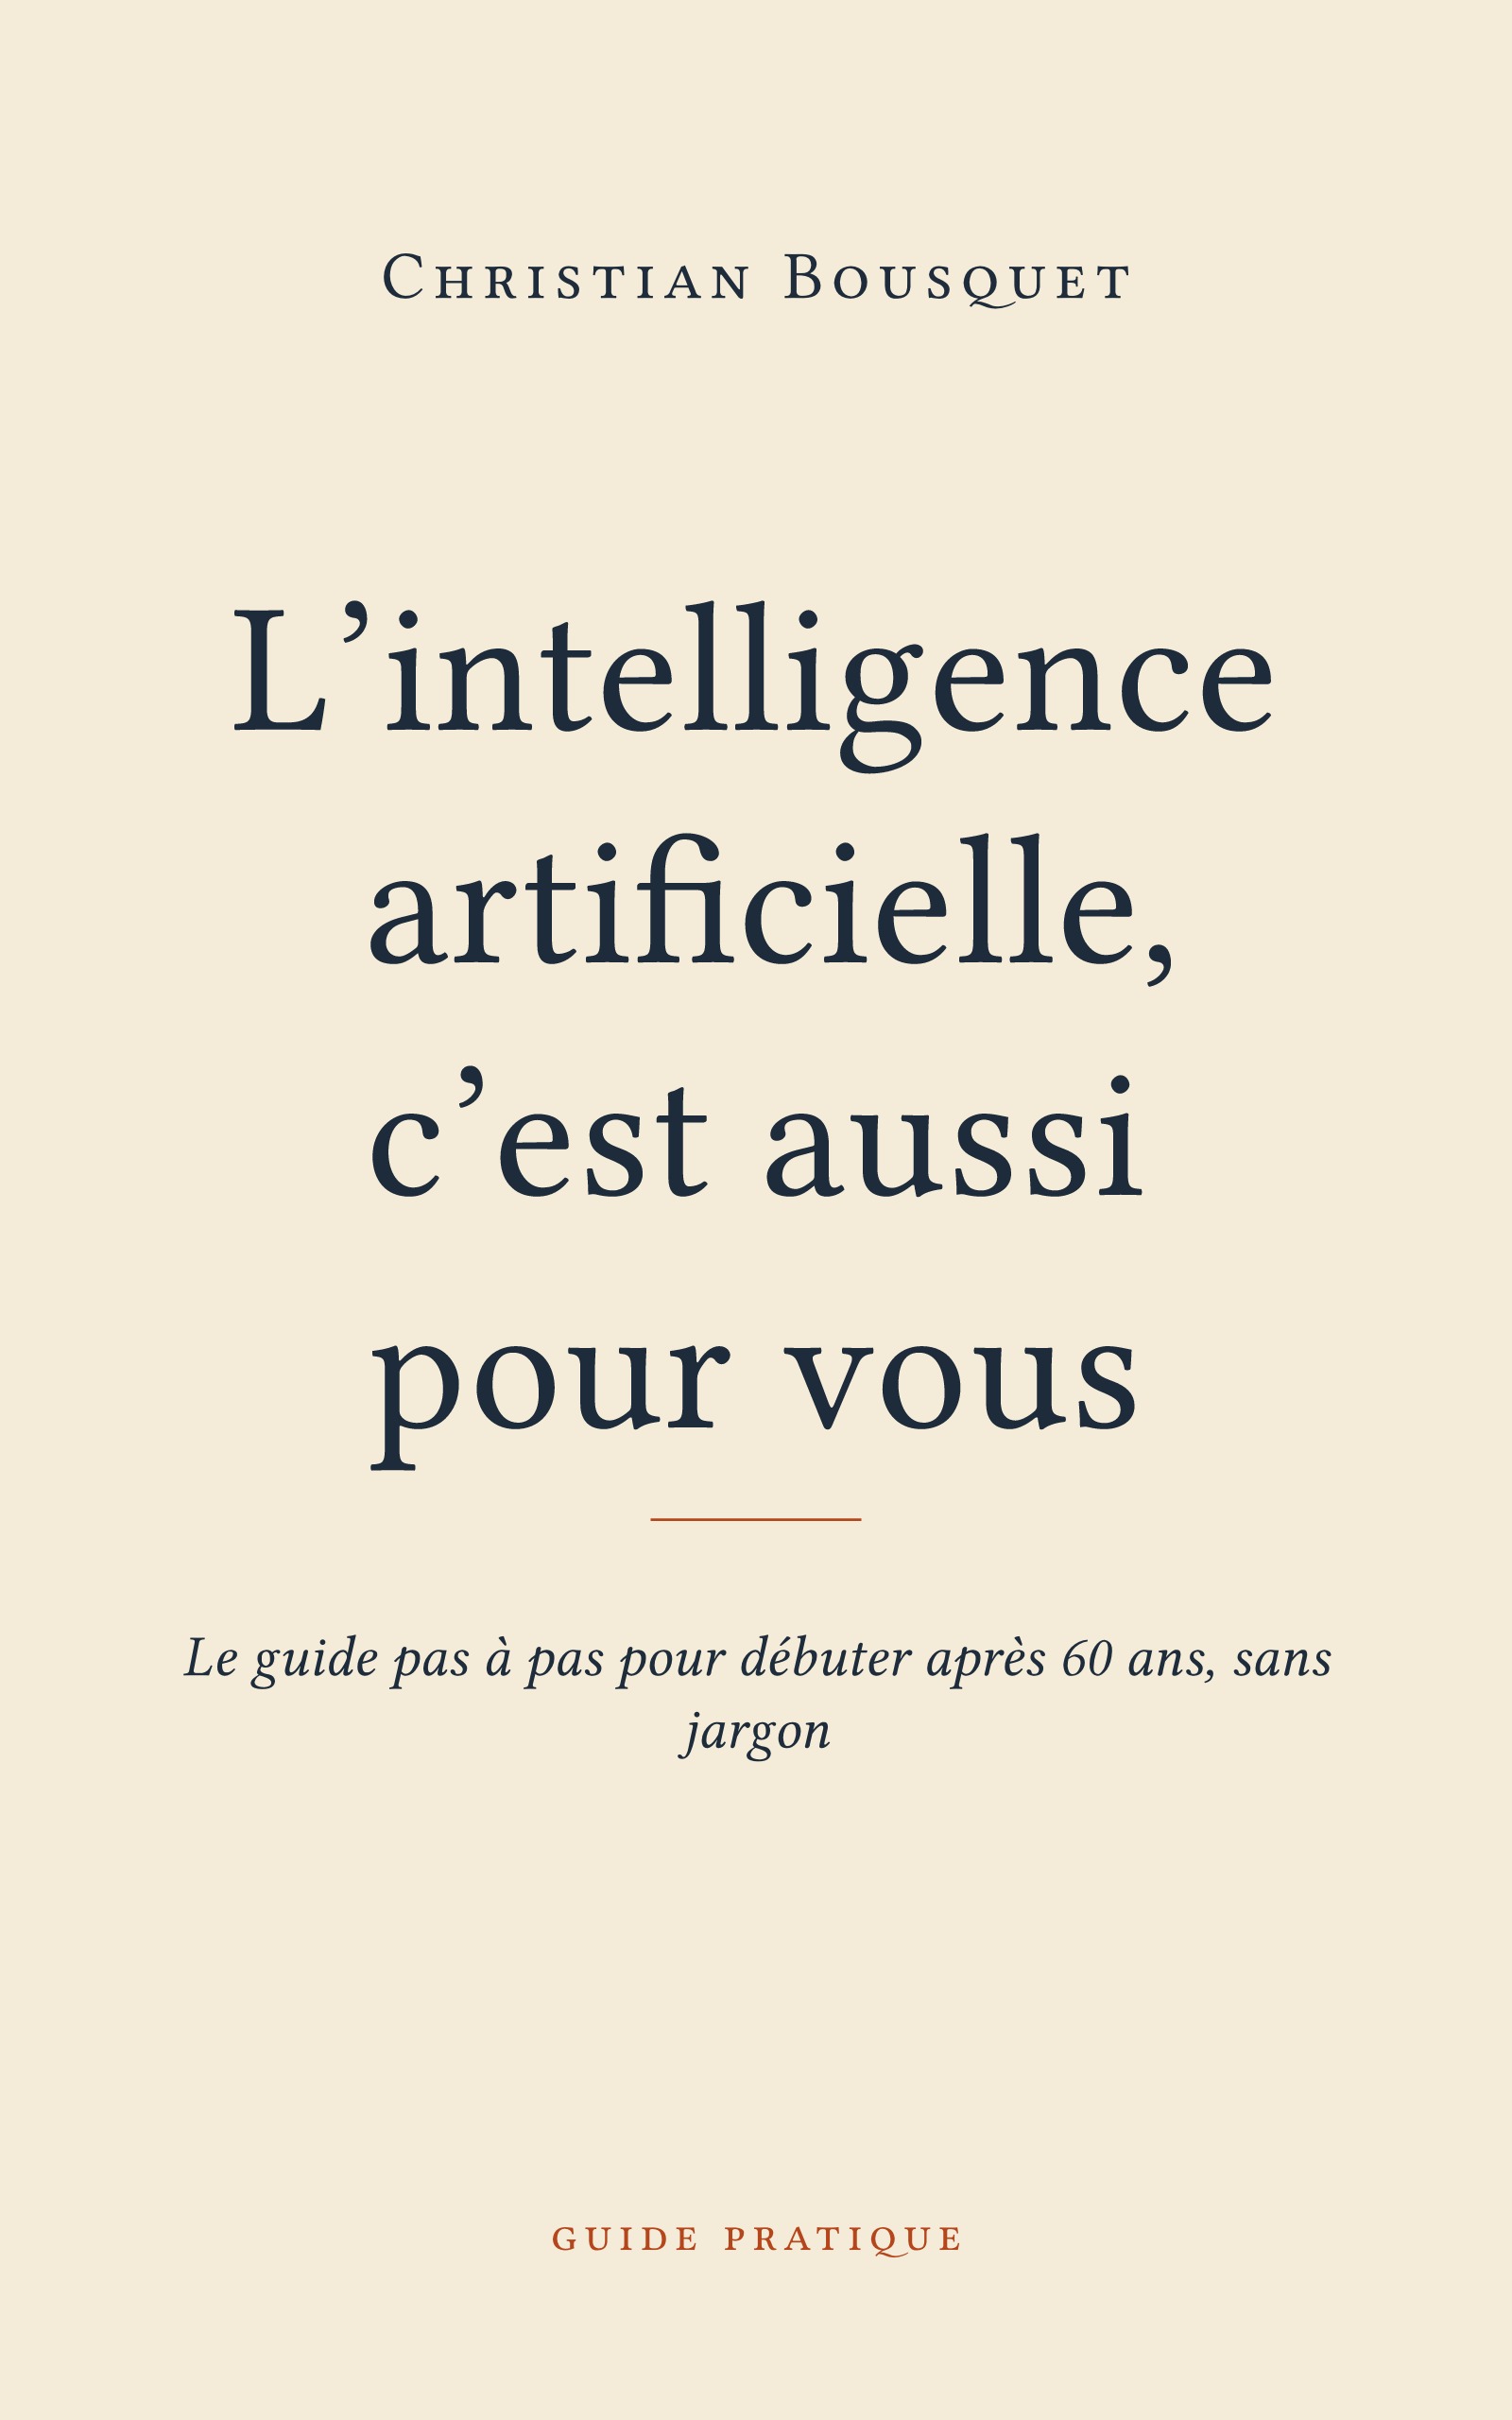 Christian Bousquet
L’intelligence
artificielle,
c’est aussi
pour vous
Le guide pas à pas pour débuter après 60 ans, sans
jargon
GUIDE PRATIQUE